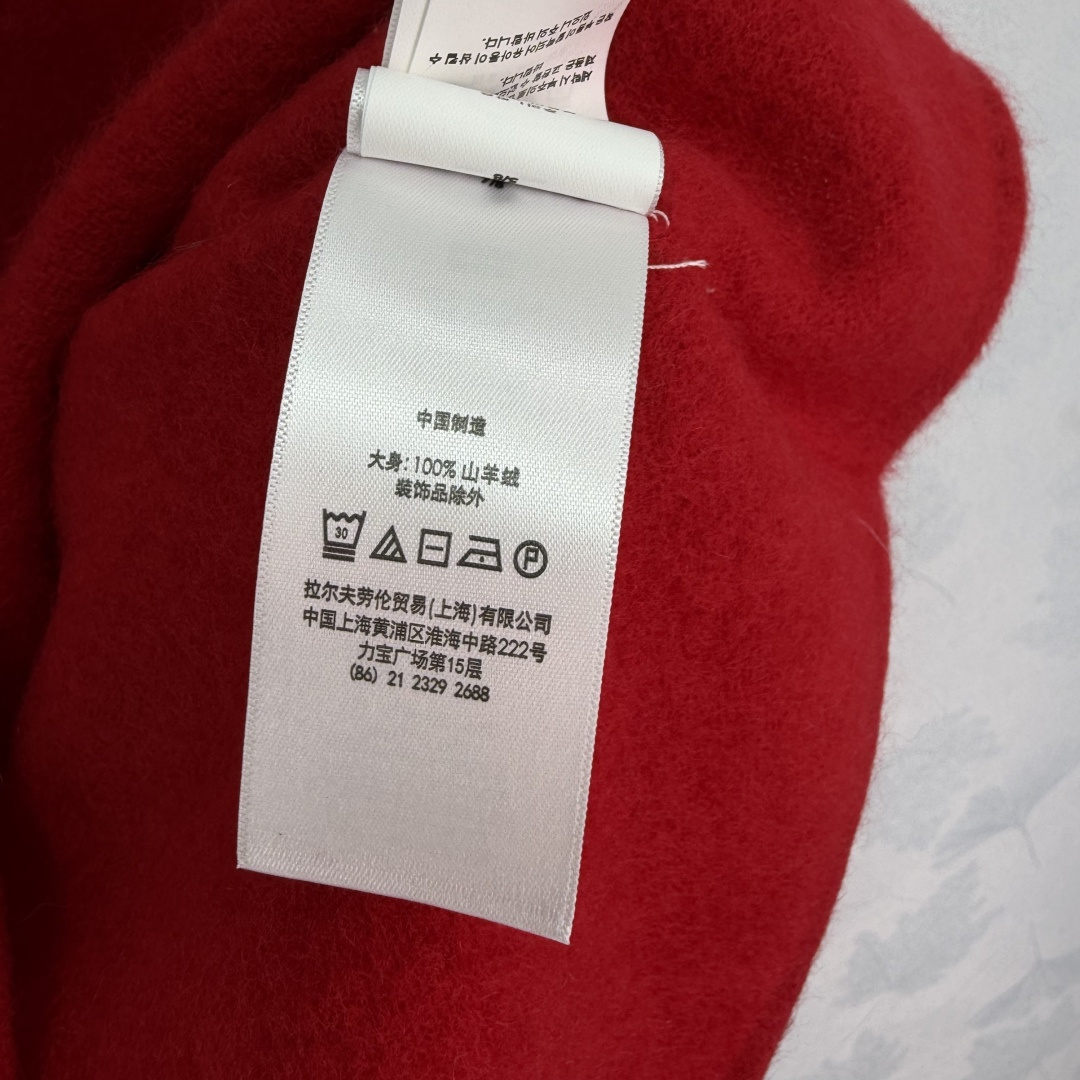 中国制造
大身: 100% 山羊绒
装饰品除外
30
P
拉尔夫劳伦贸易(上海)有限公司
中国上海黄浦区淮海中路222号
力宝广场第15层
(86) 21 2329 2688